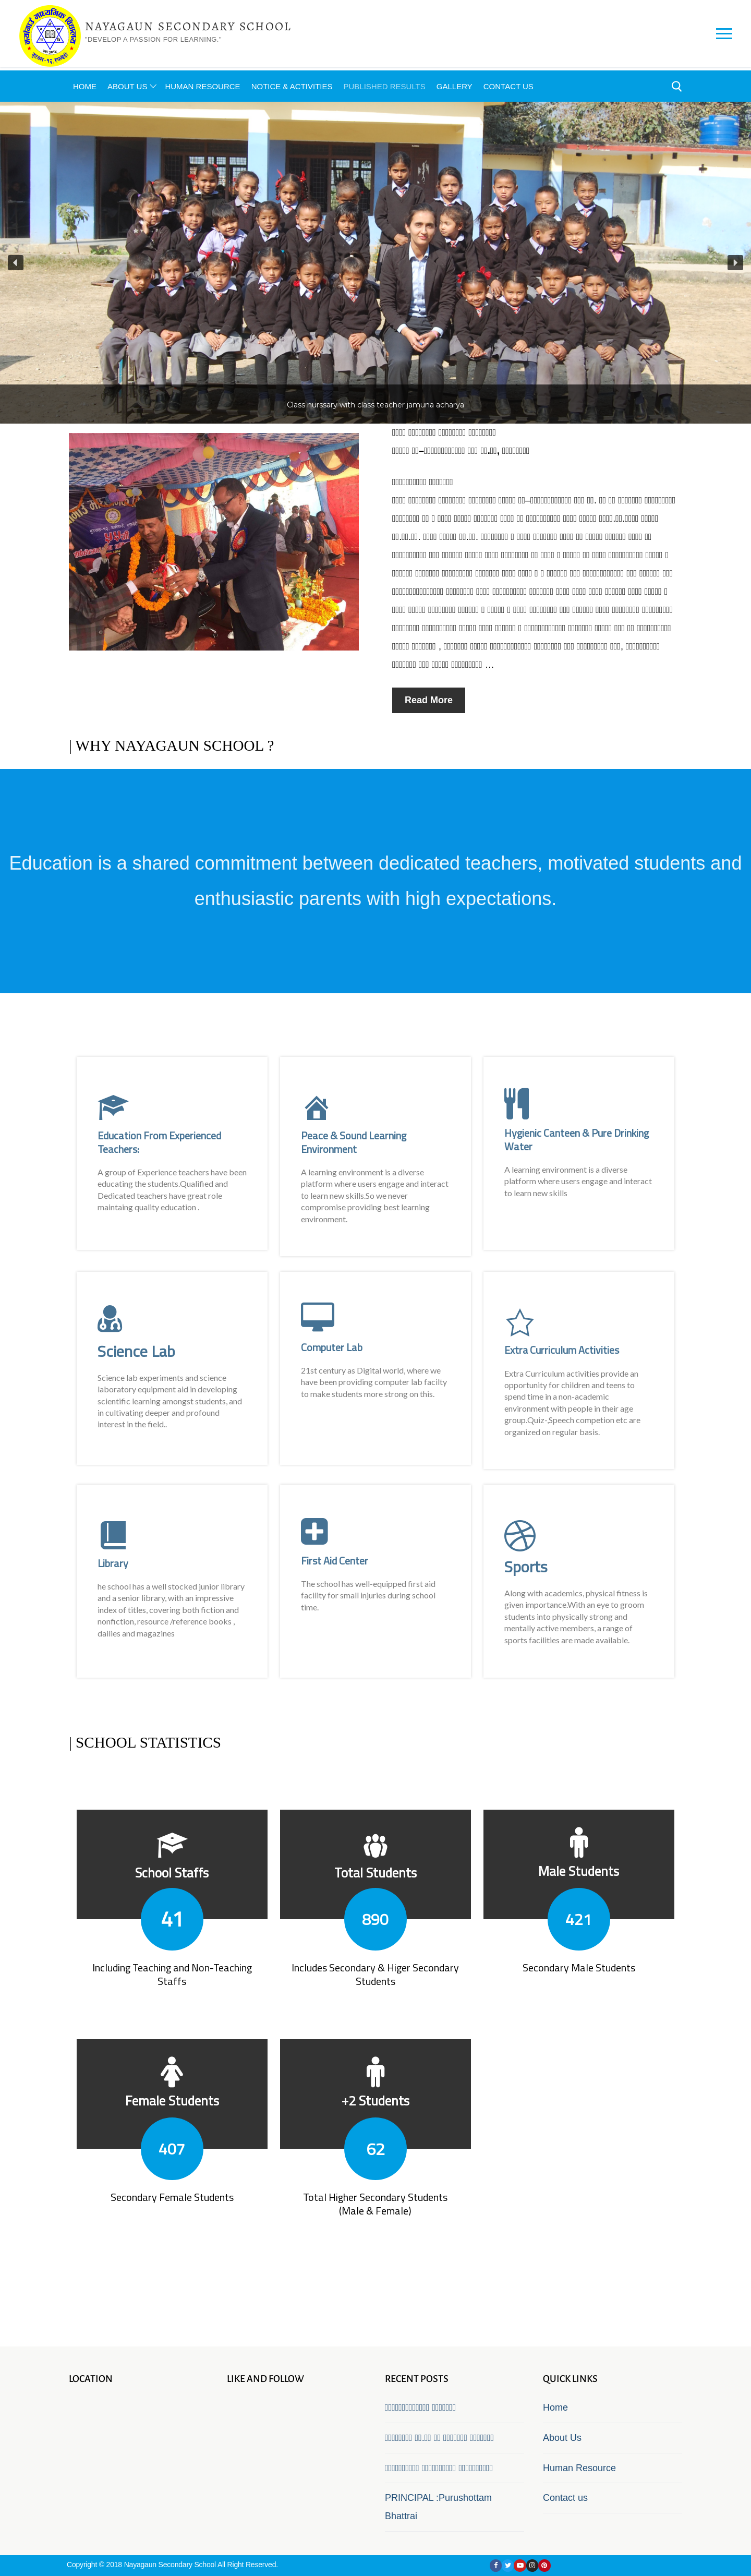 NAYAGAUN SECONDARY SCHOOL
"DEVELOP A PASSION FOR LEARNING."
HOME ABOUT US HUMAN RESOURCE NOTICE & ACTIVITIES PUBLISHED RESULTS GALLERY CONTACT US
Class nurssary with class teacher jamuna acharya
Read More
| WHY NAYAGAUN SCHOOL ?
Education is a shared commitment between dedicated teachers, motivated students and
enthusiastic parents with high expectations.
Education From Experienced
Teachers:
A group of Experience teachers have been
educating the students.Qualified and
Dedicated teachers have great role
maintaing quality education .
Peace & Sound Learning
Environment
A learning environment is a diverse
platform where users engage and interact
to learn new skills.So we never
compromise providing best learning
environment.
Hygienic Canteen & Pure Drinking
Water
A learning environment is a diverse
platform where users engage and interact
to learn new skills
Science Lab
Science lab experiments and science
laboratory equipment aid in developing
scientific learning amongst students, and
in cultivating deeper and profound
interest in the field..
Computer Lab
21st century as Digital world, where we
have been providing computer lab facilty
to make students more strong on this.
Extra Curriculum Activities
Extra Curriculum activities provide an
opportunity for children and teens to
spend time in a non-academic
environment with people in their age
group.Quiz-,Speech competion etc are
organized on regular basis.
Library
he school has a well stocked junior library
and a senior library, with an impressive
index of titles, covering both fiction and
nonfiction, resource /reference books ,
dailies and magazines
First Aid Center
The school has well-equipped first aid
facility for small injuries during school
time.
Sports
Along with academics, physical fitness is
given importance.With an eye to groom
students into physically strong and
mentally active members, a range of
sports facilities are made available.
| SCHOOL STATISTICS
School Staffs
41
Including Teaching and Non-Teaching
Staffs
Total Students
890
Includes Secondary & Higer Secondary
Students
Male Students
421
Secondary Male Students
Female Students
407
Secondary Female Students
+2 Students
62
Total Higher Secondary Students
(Male & Female)
LOCATION
LIKE AND FOLLOW
RECENT POSTS
PRINCIPAL :Purushottam
Bhattrai
QUICK LINKS
Home
About Us
Human Resource
Contact us
Copyright © 2018 Nayagaun Secondary School All Right Reserved.